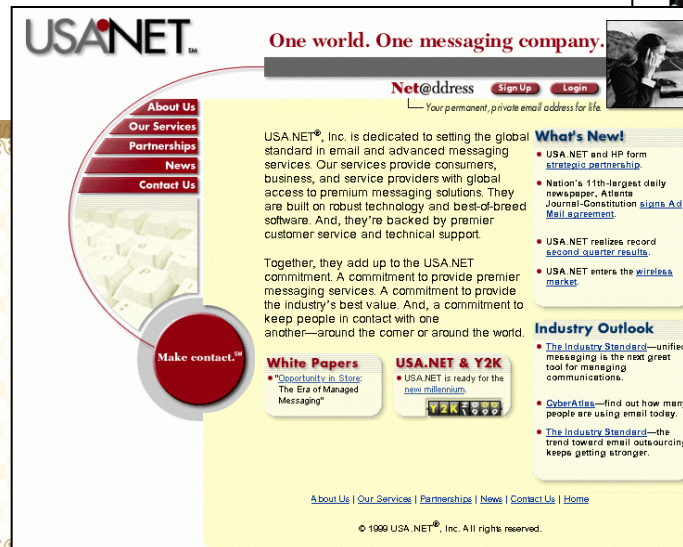 USA.NET SM
One world. One messaging company.
Net@ddress Sign Up Login
Your permanent, private email address for life.
About Us
Our Services
Partnerships
News
Contact Us
Make contact.SM
USA.NET®, Inc. is dedicated to setting the global
standard in email and advanced messaging
services. Our services provide consumers,
business, and service providers with global
access to premium messaging solutions. They
are built on robust technology and best-of-breed
software. And, they're backed by premier
customer service and technical support.
Together, they add up to the USA.NET
commitment. A commitment to provide premier
messaging services. A commitment to provide
the industry's best value. And, a commitment to
keep people in contact with one
another—around the corner or around the world.
White Papers
"Opportunity in Store:
The Era of Managed
Messaging"
USA.NET & Y2K
USA.NET is ready for the
new millennium.
Y2K 1999
What's New!
USA.NET and HP form
strategic partnership.
Nation's 11th-largest daily
newspaper, Atlanta
Journal-Constitution signs Ad
Mail agreement.
USA.NET realizes record
second quarter results.
USA.NET enters the wireless
market.
Industry Outlook
The Industry Standard—unified
messaging is the next great
tool for managing
communications.
CyberAtlas—find out how many
people are using email today.
The Industry Standard—the
trend toward email outsourcing
keeps getting stronger.
About Us | Our Services | Partnerships | News | Contact Us | Home
© 1999 USA.NET®, Inc. All rights reserved.